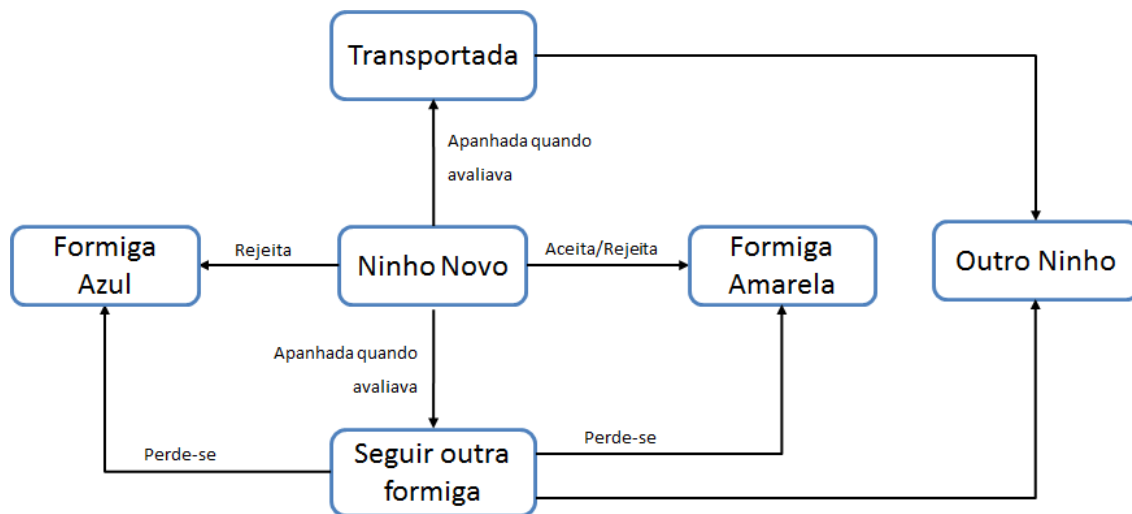 Transportada
Apanhada quando
avaliava
Formiga
Azul
Rejeita
Ninho Novo
Aceita/Rejeita
Formiga
Amarela
Outro Ninho
Apanhada quando
avaliava
Perde-se
Seguir outra
formiga
Perde-se